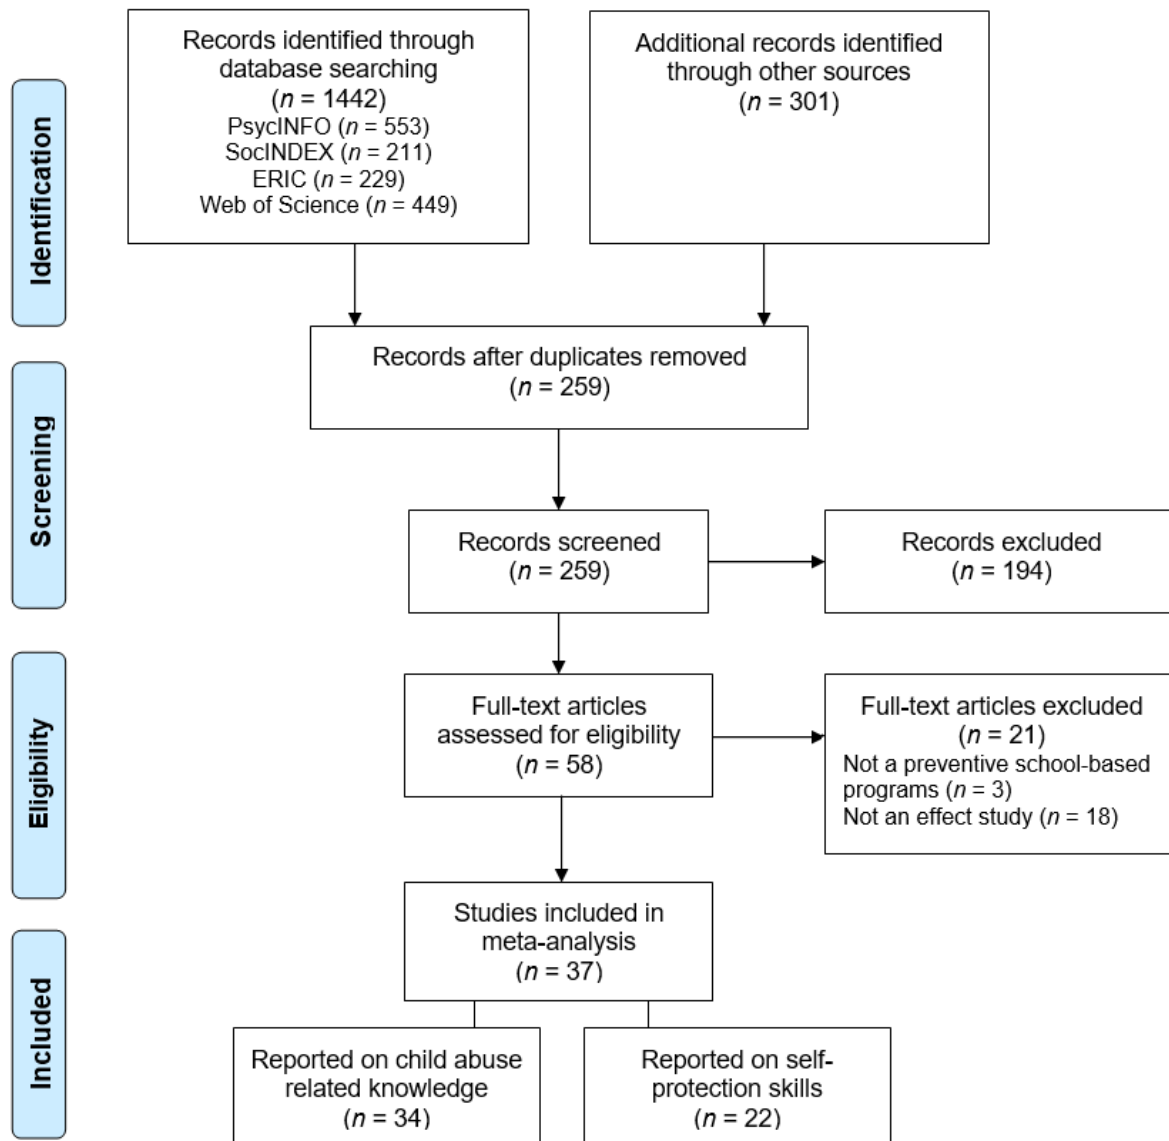 Records identified through
database searching
(n = 1442)
PsycINFO (n = 553)
SocINDEX (n = 211)
ERIC (n = 229)
Web of Science (n = 449)
Additional records identified
through other sources
(n = 301)
Identification
Records after duplicates removed
(n = 259)
Screening
Records screened
(n = 259)
Records excluded
(n = 194)
Eligibility
Full-text articles
assessed for eligibility
(n = 58)
Full-text articles excluded
(n = 21)
Not a preventive school-based
programs (n = 3)
Not an effect study (n = 18)
Studies included in
meta-analysis
(n = 37)
Included
Reported on child abuse
related knowledge
(n = 34)
Reported on self-
protection skills
(n = 22)